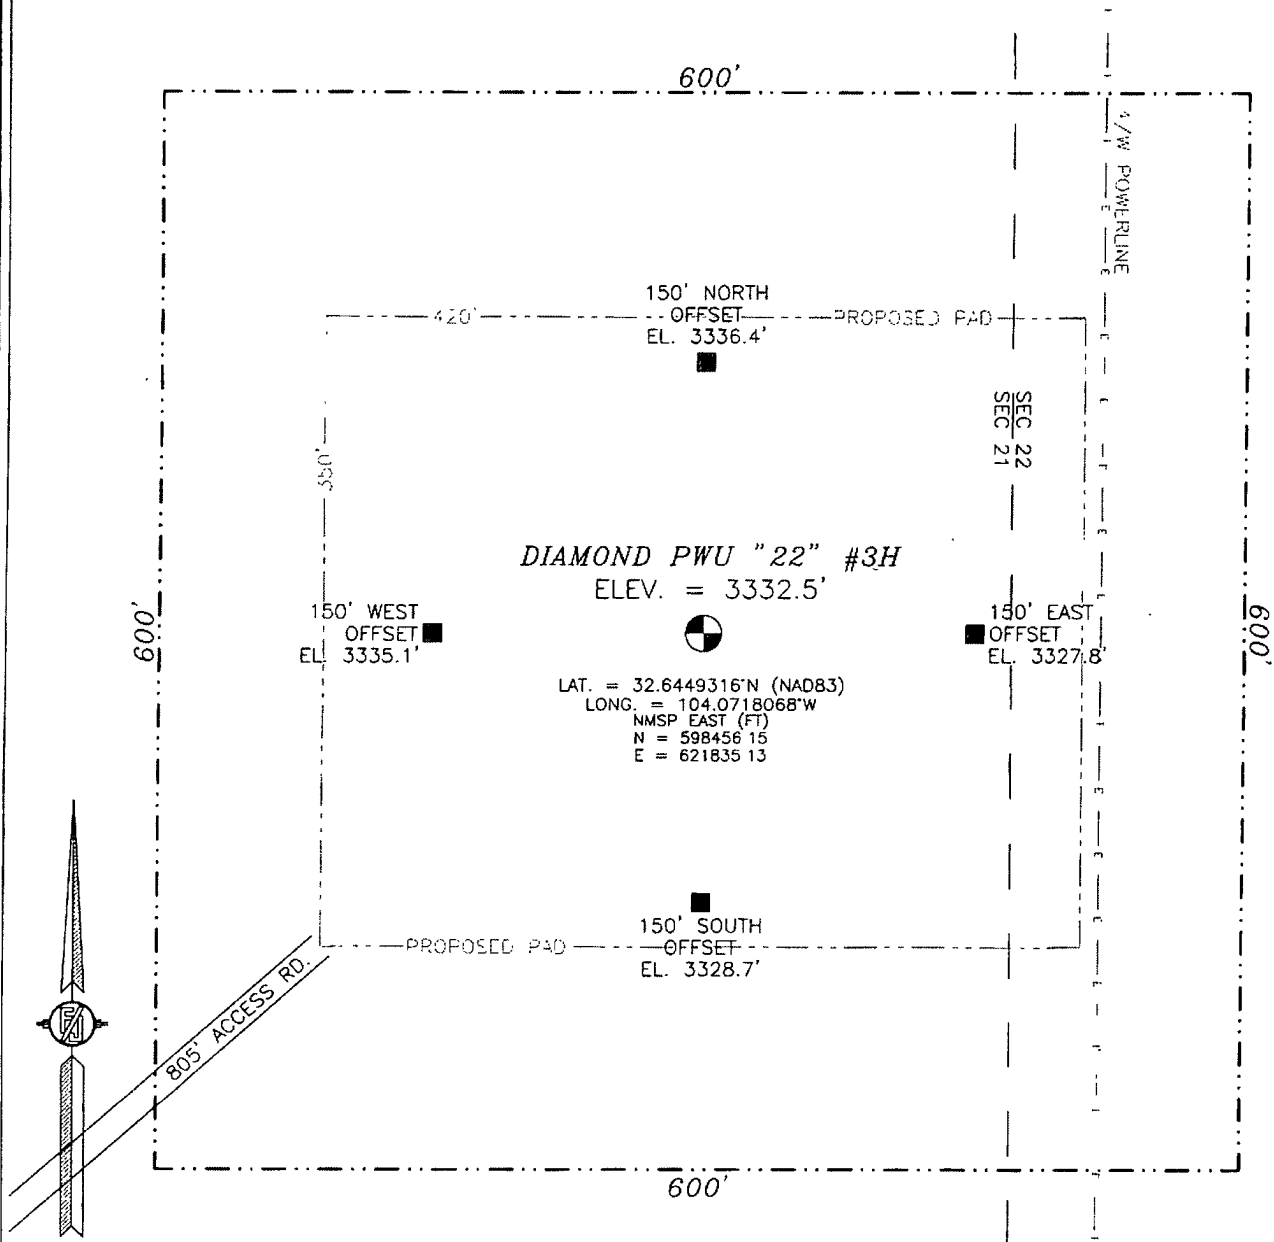 600'
4/W POWERLINE
150' NORTH
OFFSET
EL. 3336.4'
420'
PROPOSED PAD
350'
SEC 22
SEC 21
DIAMOND PWU "22" #3H
ELEV. = 3332.5'
600'
150' WEST
OFFSET
EL. 3335.1'
150' EAST
OFFSET
EL. 3327.8'
600'
LAT. = 32.6449316°N (NAD83)
LONG. = 104.0718068°W
NMSP EAST (FT)
N = 598456 15
E = 621835 13
150' SOUTH
OFFSET
EL. 3328.7'
PROPOSED PAD
805' ACCESS RD.
600'